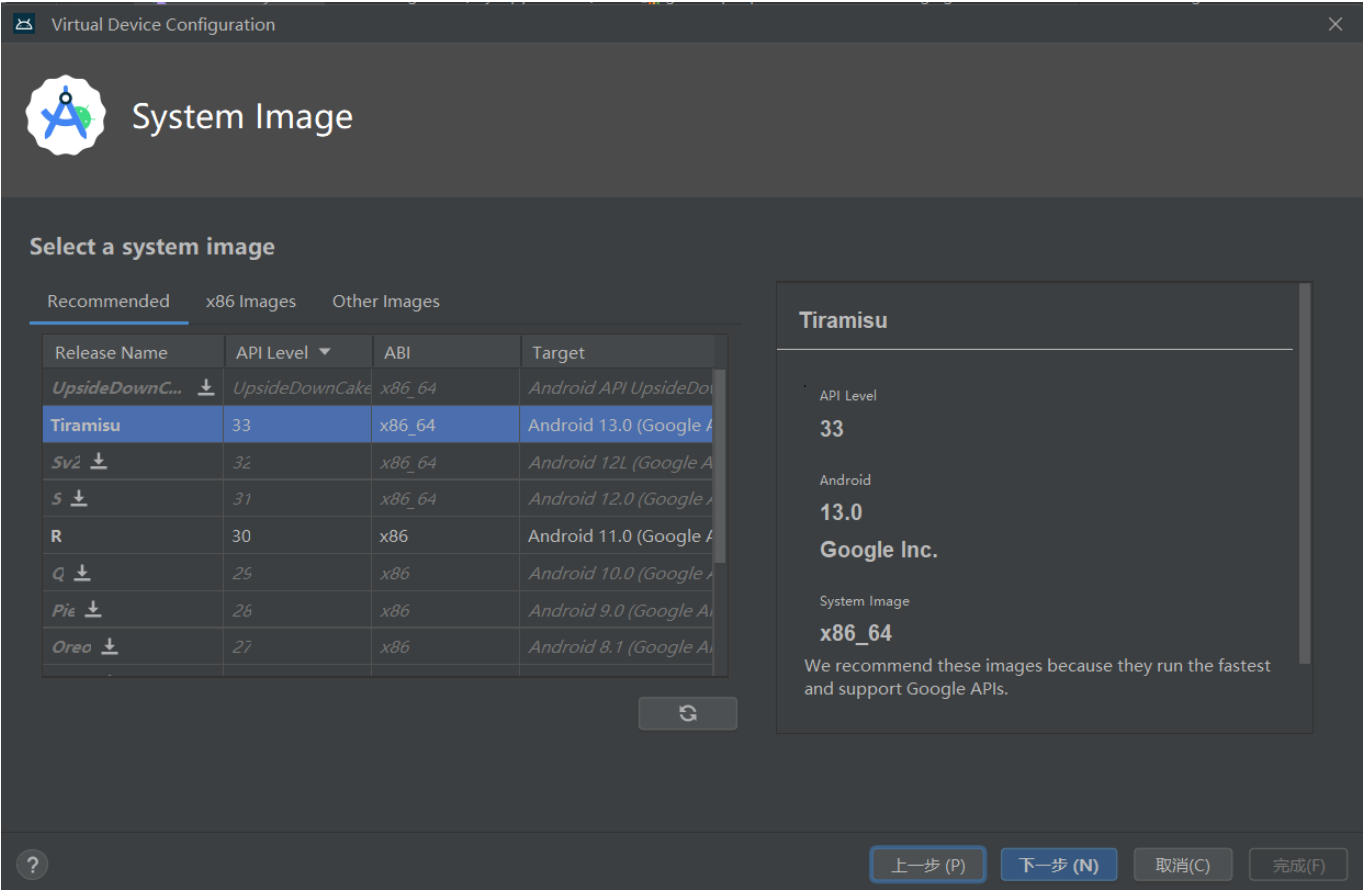 Virtual Device Configuration
System Image
Select a system image
Recommended x86 Images Other Images
Release Name API Level ABI Target
UpsideDownC... UpsideDownCake x86_64 Android API UpsideDo
Tiramisu 33 x86_64 Android 13.0 (Google A
Sv2 32 x86_64 Android 12L (Google A
S 31 x86_64 Android 12.0 (Google A
R 30 x86 Android 11.0 (Google A
Q 29 x86 Android 10.0 (Google A
Pie 28 x86 Android 9.0 (Google A
Oreo 27 x86 Android 8.1 (Google A
Tiramisu
API Level
33
Android
13.0
Google Inc.
System Image
x86_64
We recommend these images because they run the fastest
and support Google APIs.
? 上一步 (P) 下一步 (N) 取消(C) 完成(F)